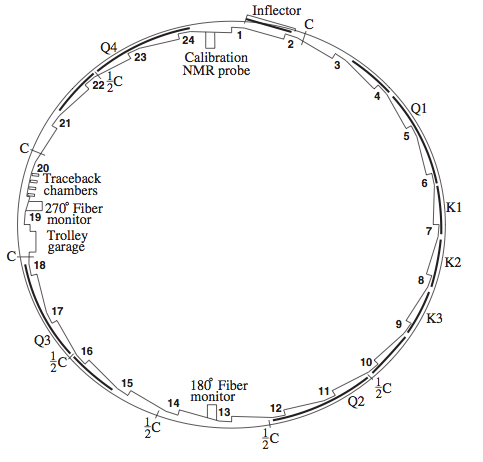 Inflector
C
1
2
3
4
Q1
5
6
K1
7
K2
8
K3
9
10
½C
Q2
11
12
½C
180° Fiber
monitor
13
14
½C
15
16
½C
Q3
17
18
C
Trolley
garage
19
270° Fiber
monitor
Traceback
chambers
20
C
21
22
½C
Q4
23
24
Calibration
NMR probe